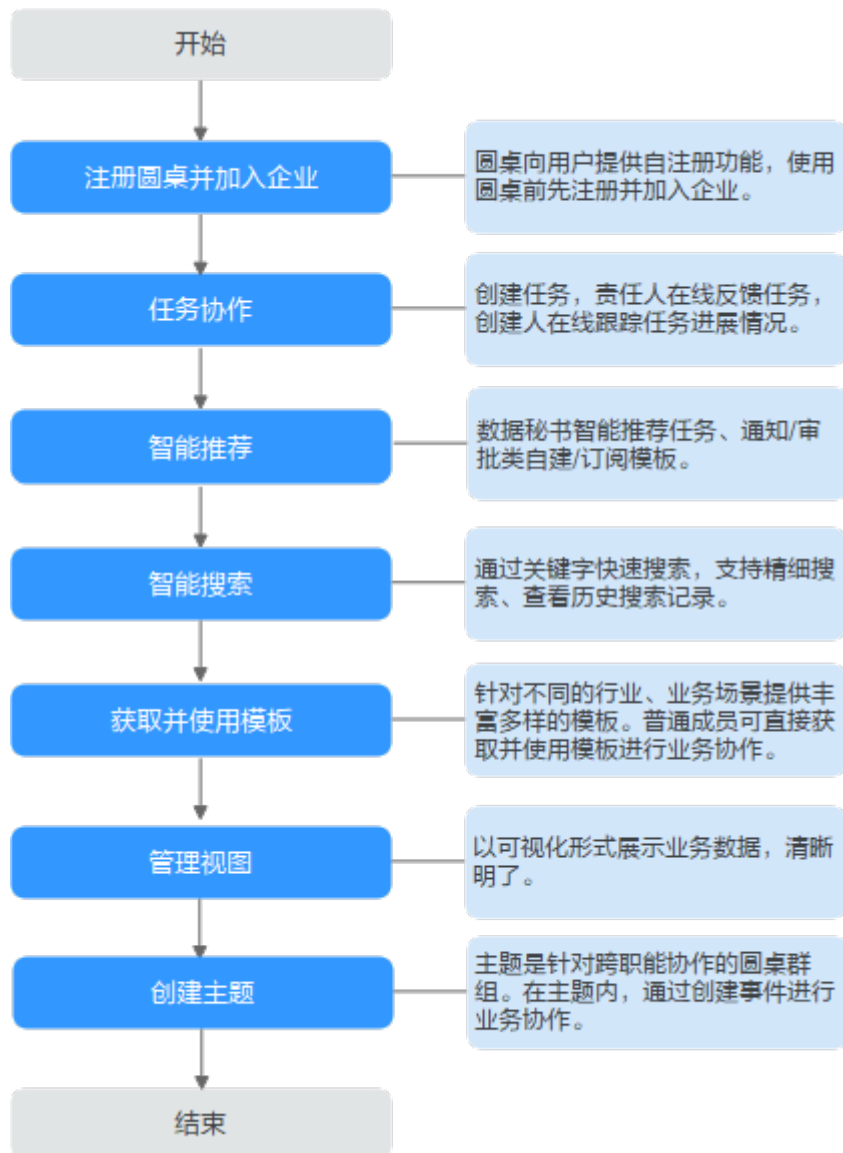 开始
注册圆桌并加入企业
圆桌向用户提供自注册功能，使用
圆桌前先注册并加入企业。
任务协作
创建任务，责任人在线反馈任务，
创建人在线跟踪任务进展情况。
智能推荐
数据秘书智能推荐任务、通知/审
批类自建/订阅模板。
智能搜索
通过关键字快速搜索，支持精细搜
索、查看历史搜索记录。
获取并使用模板
针对不同的行业、业务场景提供丰
富多样的模板。普通成员可直接获
取并使用模板进行业务协作。
管理视图
以可视化形式展示业务数据，清晰
明了。
创建主题
主题是针对跨职能协作的圆桌群
组。在主题内，通过创建事件进行
业务协作。
结束